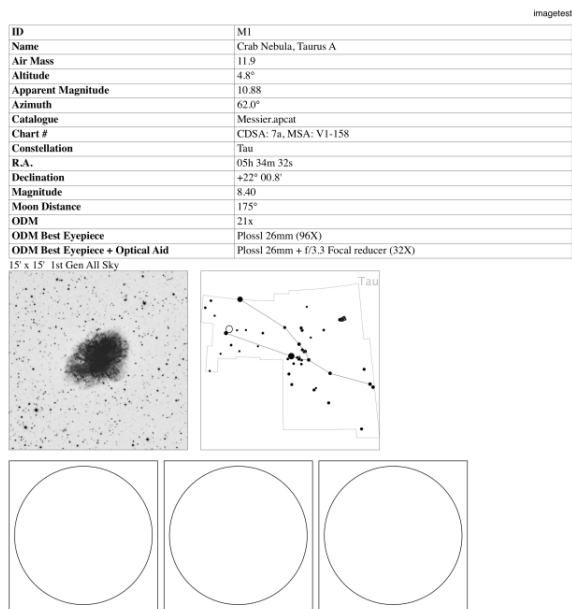 imagetest
ID M1
Name Crab Nebula, Taurus A
Air Mass 11.9
Altitude 4.8°
Apparent Magnitude 10.88
Azimuth 62.0°
Catalogue Messier.apcat
Chart # CDSA: 7a, MSA: V1-158
Constellation Tau
R.A. 05h 34m 32s
Declination +22° 00.8'
Magnitude 8.40
Moon Distance 175°
ODM 21x
ODM Best Eyepiece Plossl 26mm (96X)
ODM Best Eyepiece + Optical Aid Plossl 26mm + f/3.3 Focal reducer (32X)
15' x 15' 1st Gen All Sky
Tau